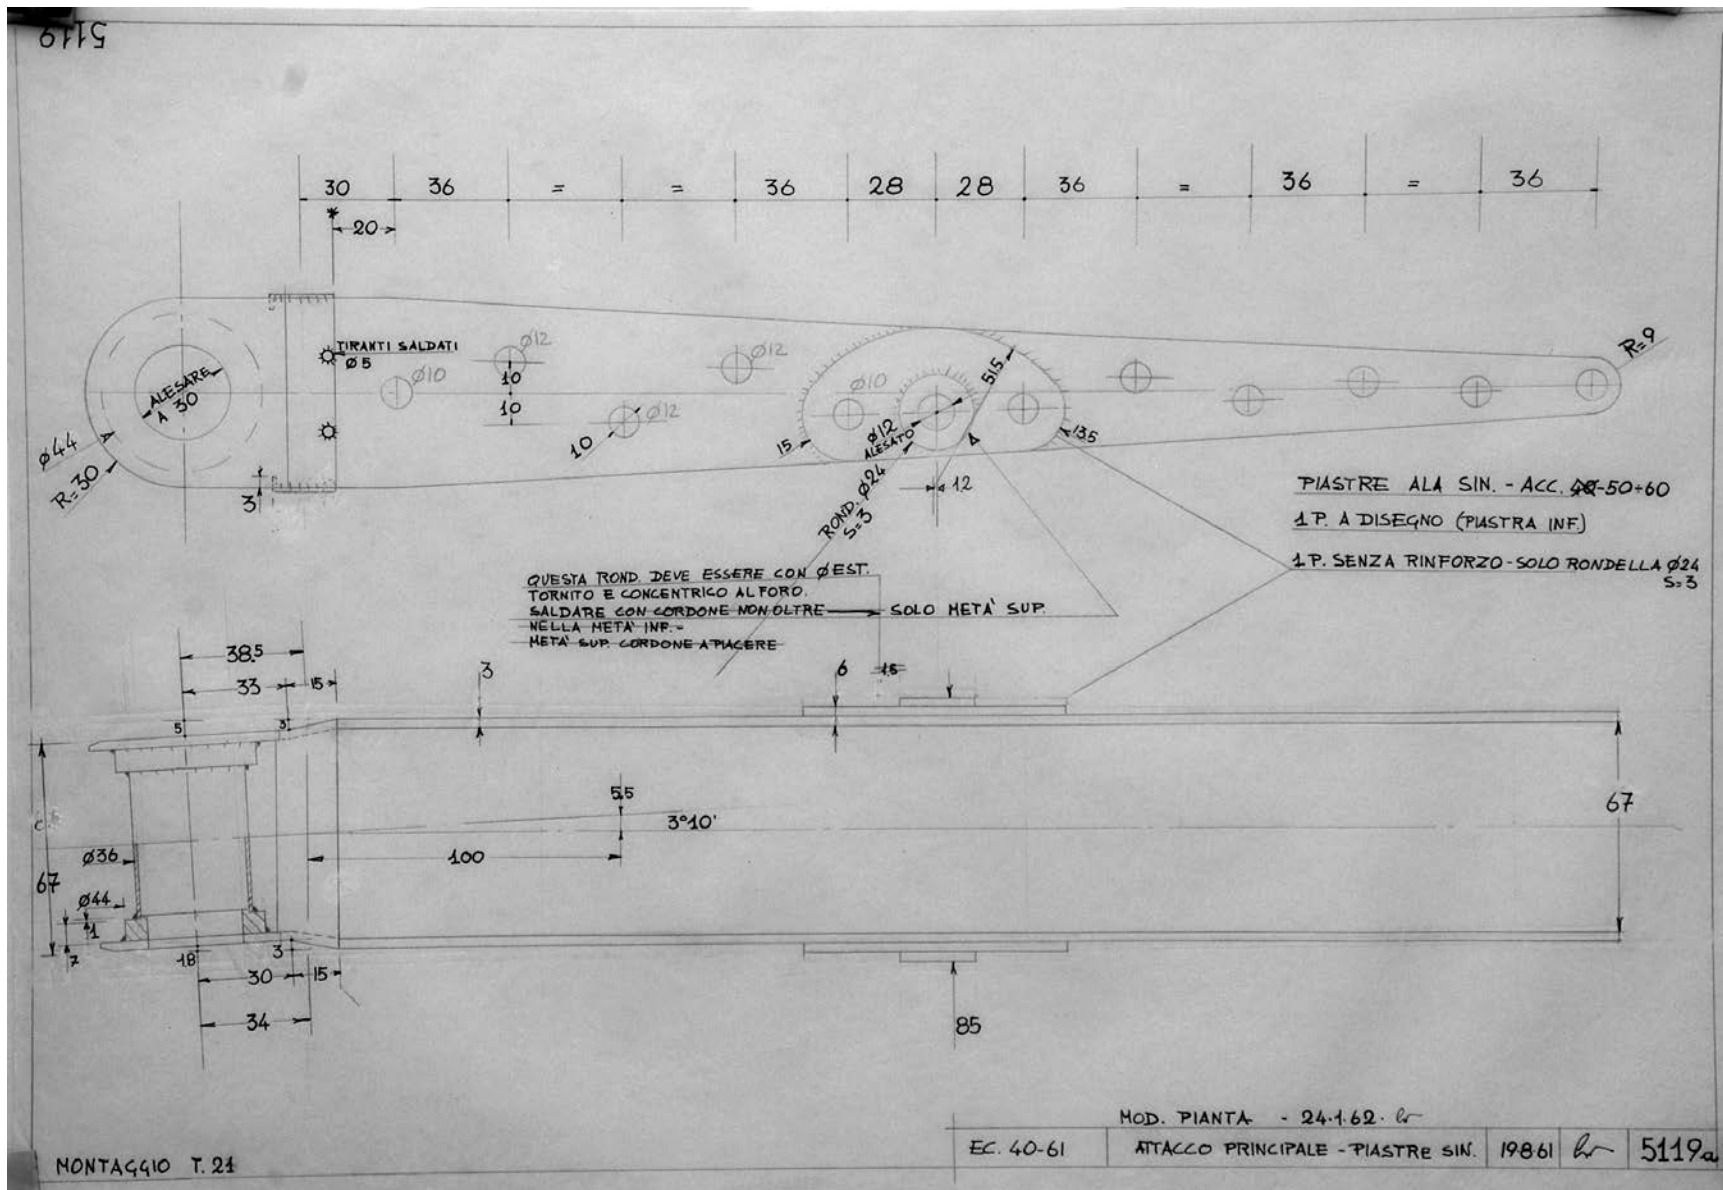 5119
30 36 = = 36 28 28 36 = 36 = 36
*
20
TIRANTI SALDATI
Ø5
Ø12
Ø12
Ø10
Ø10
10
10
ALESARE
A 30
Ø12
10
51.5
R=9
Ø44
R=30
3
15
Ø12
ALESATO
13.5
12
ROND. Ø24
S=3
PIASTRE ALA SIN. - ACC. 40-50÷60
1 P. A DISEGNO (PIASTRA INF.)
1 P. SENZA RINFORZO - SOLO RONDELLA Ø24
S=3
QUESTA ROND. DEVE ESSERE CON Ø EST.
TORNITO E CONCENTRICO AL FORO.
SALDARE CON CORDONE NON OLTRE SOLO METÀ SUP.
NELLA METÀ INF.-
METÀ SUP. CORDONE A PIACERE
38.5
33 15
3
6
15
5
3
5.5
3°10'
100
67
67
Ø36
Ø44
1
7
18
3
30 15
34
85
MOD. PIANTA - 24.1.62.
EC. 40-61 ATTACCO PRINCIPALE - PIASTRE SIN. 19861 5119a
MONTAGGIO T. 21